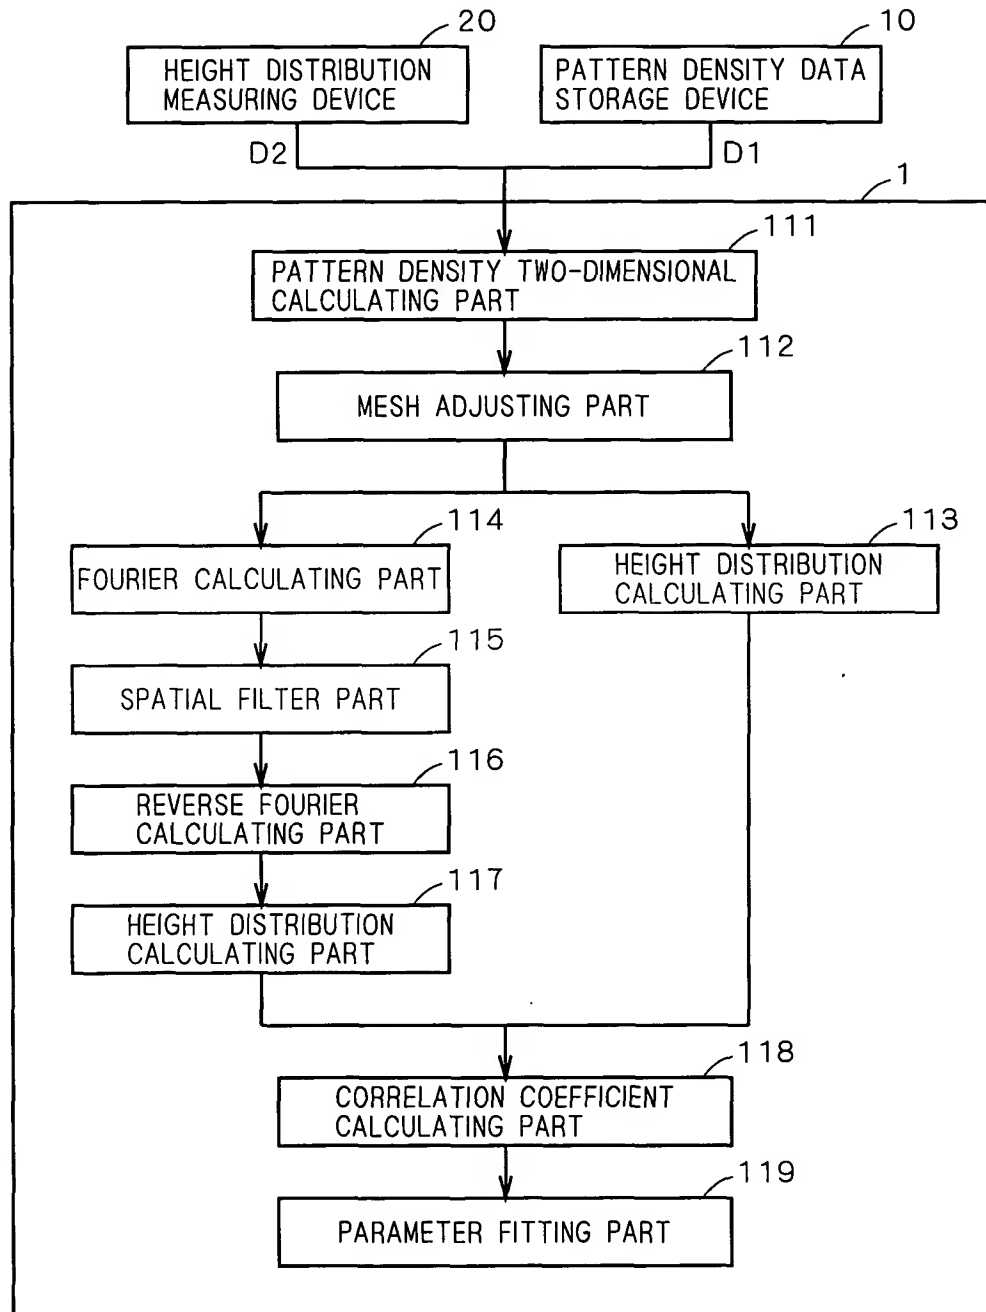 20
10
HEIGHT DISTRIBUTION
MEASURING DEVICE
PATTERN DENSITY DATA
STORAGE DEVICE
D2
D1
1
111
PATTERN DENSITY TWO-DIMENSIONAL
CALCULATING PART
112
MESH ADJUSTING PART
114
113
FOURIER CALCULATING PART
HEIGHT DISTRIBUTION
CALCULATING PART
115
SPATIAL FILTER PART
116
REVERSE FOURIER
CALCULATING PART
117
HEIGHT DISTRIBUTION
CALCULATING PART
118
CORRELATION COEFFICIENT
CALCULATING PART
119
PARAMETER FITTING PART